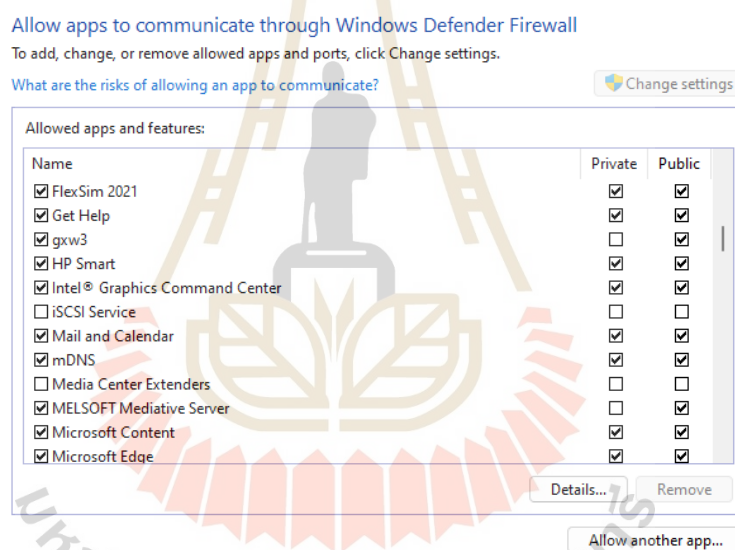 Allow apps to communicate through Windows Defender Firewall
To add, change, or remove allowed apps and ports, click Change settings.
What are the risks of allowing an app to communicate?
Change settings
Allowed apps and features:
Name Private Public
FlexSim 2021
Get Help
gxw3
HP Smart
Intel® Graphics Command Center
iSCSI Service
Mail and Calendar
mDNS
Media Center Extenders
MELSOFT Mediative Server
Microsoft Content
Microsoft Edge
Details... Remove
Allow another app...